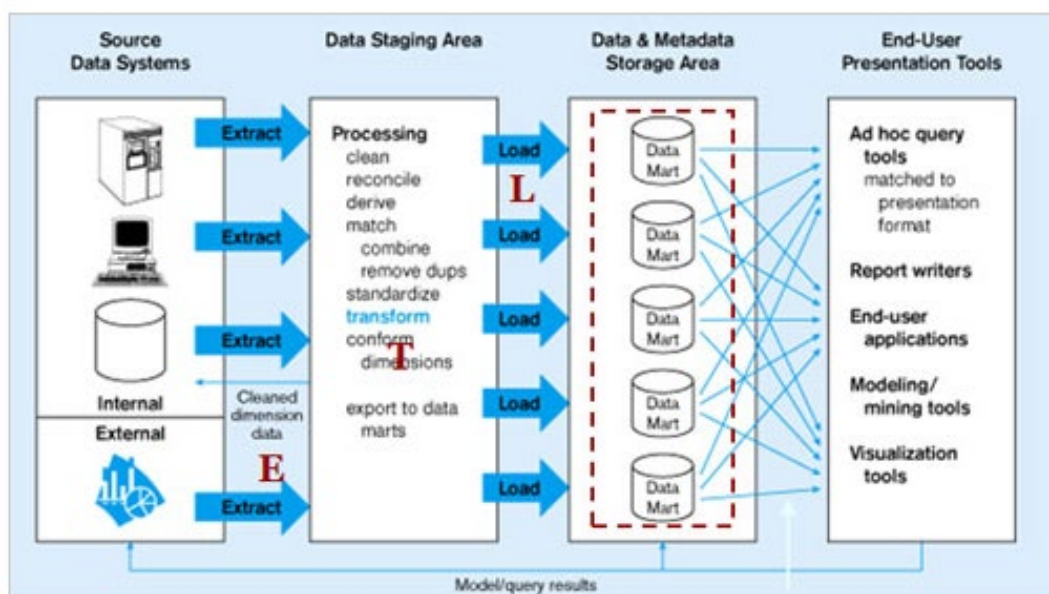 Source
Data Systems
Data Staging Area
Data & Metadata
Storage Area
End-User
Presentation Tools
Extract
Extract
Extract
Internal
External
Cleaned
dimension
data
E
Extract
Processing
clean
reconcile
derive
match
combine
remove dups
standardize
transform
conform
T
dimensions
export to data
marts
Load
L
Load
Load
Load
Load
Data
Mart
Data
Mart
Data
Mart
Data
Mart
Data
Mart
Ad hoc query
tools
matched to
presentation
format
Report writers
End-user
applications
Modeling/
mining tools
Visualization
tools
Model/query results